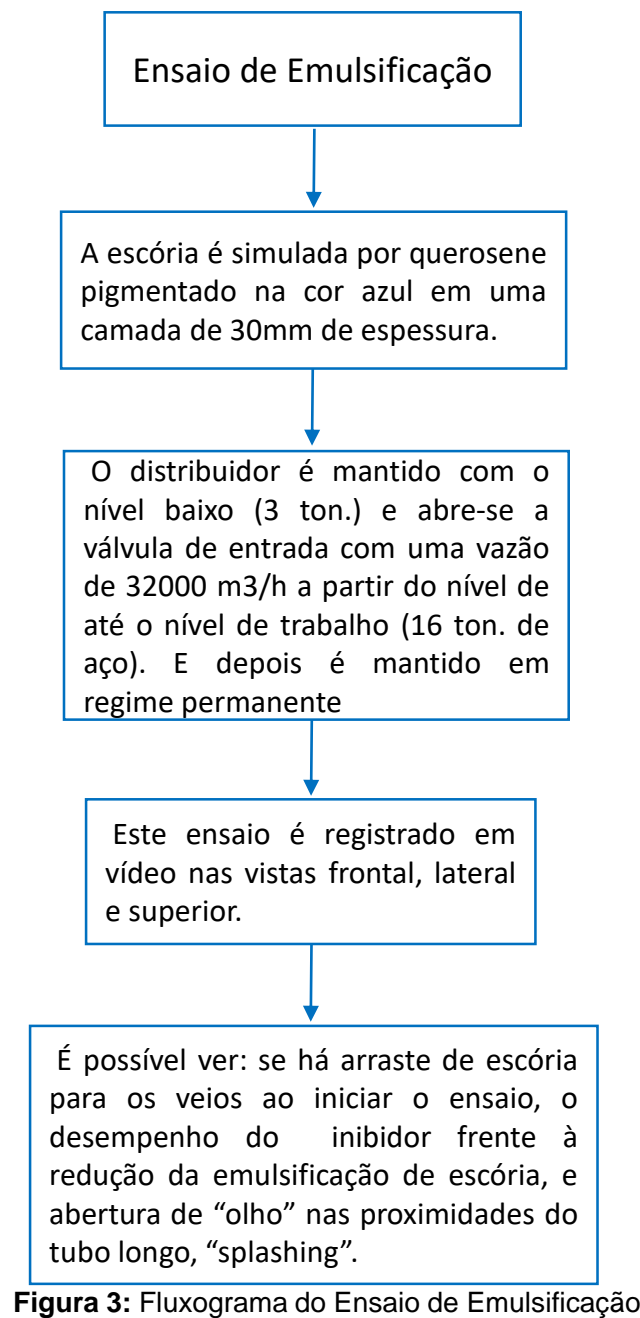 Ensaio de Emulsificação
A escória é simulada por querosene
pigmentado na cor azul em uma
camada de 30mm de espessura.
O distribuidor é mantido com o
nível baixo (3 ton.) e abre-se a
válvula de entrada com uma vazão
de 32000 m3/h a partir do nível de
até o nível de trabalho (16 ton. de
aço). E depois é mantido em
regime permanente
Este ensaio é registrado em
vídeo nas vistas frontal, lateral
e superior.
É possível ver: se há arraste de escória
para os veios ao iniciar o ensaio, o
desempenho do inibidor frente à
redução da emulsificação de escória, e
abertura de “olho” nas proximidades do
tubo longo, “splashing”.
Figura 3: Fluxograma do Ensaio de Emulsificação